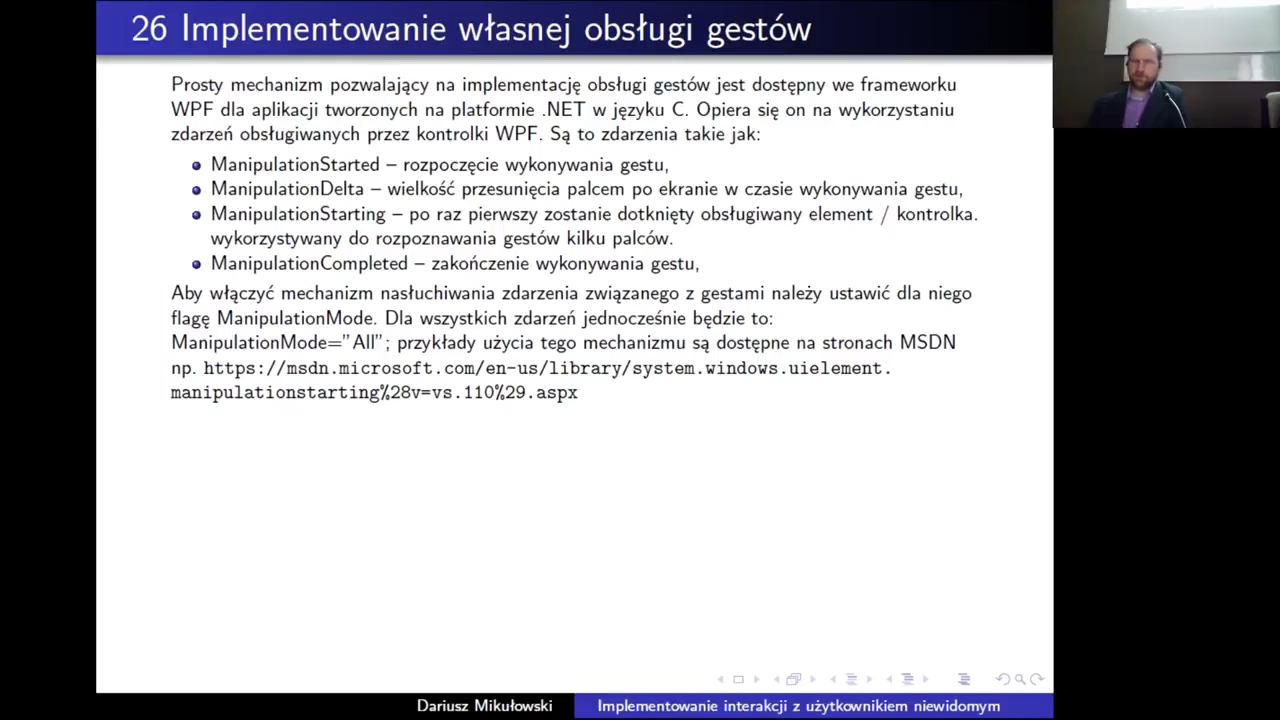 26 Implementowanie własnej obsługi gestów
Prosty mechanizm pozwalający na implementację obsługi gestów jest dostępny we frameworku
WPF dla aplikacji tworzonych na platformie .NET w języku C. Opiera się on na wykorzystaniu
zdarzeń obsługiwanych przez kontrolki WPF. Są to zdarzenia takie jak:
ManipulationStarted – rozpoczęcie wykonywania gestu,
ManipulationDelta – wielkość przesunięcia palcem po ekranie w czasie wykonywania gestu,
ManipulationStarting – po raz pierwszy zostanie dotknięty obsługiwany element / kontrolka.
wykorzystywany do rozpoznawania gestów kilku palców.
ManipulationCompleted – zakończenie wykonywania gestu,
Aby włączyć mechanizm nasłuchiwania zdarzenia związanego z gestami należy ustawić dla niego
flagę ManipulationMode. Dla wszystkich zdarzeń jednocześnie będzie to:
ManipulationMode=”All”; przykłady użycia tego mechanizmu są dostępne na stronach MSDN
np. https://msdn.microsoft.com/en-us/library/system.windows.uielement.
manipulationstarting%28v=vs.110%29.aspx
Dariusz Mikułowski
Implementowanie interakcji z użytkownikiem niewidomym